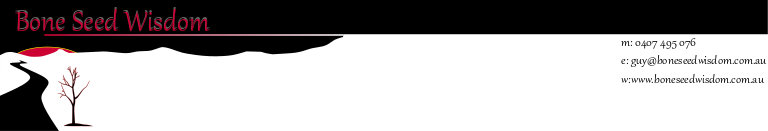 Bone Seed Wisdom
m: 0407 495 076
e: guy@boneseedwisdom.com.au
w:www.boneseedwisdom.com.au